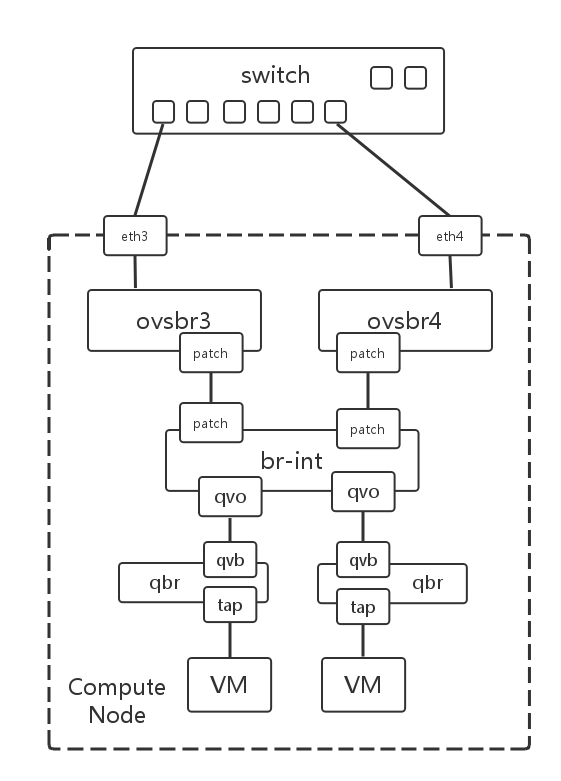 switch
eth3
eth4
ovsbr3
ovsbr4
patch
patch
patch
patch
br-int
qvo
qvo
qvb
qvb
qbr
qbr
tap
tap
VM
VM
Compute
Node